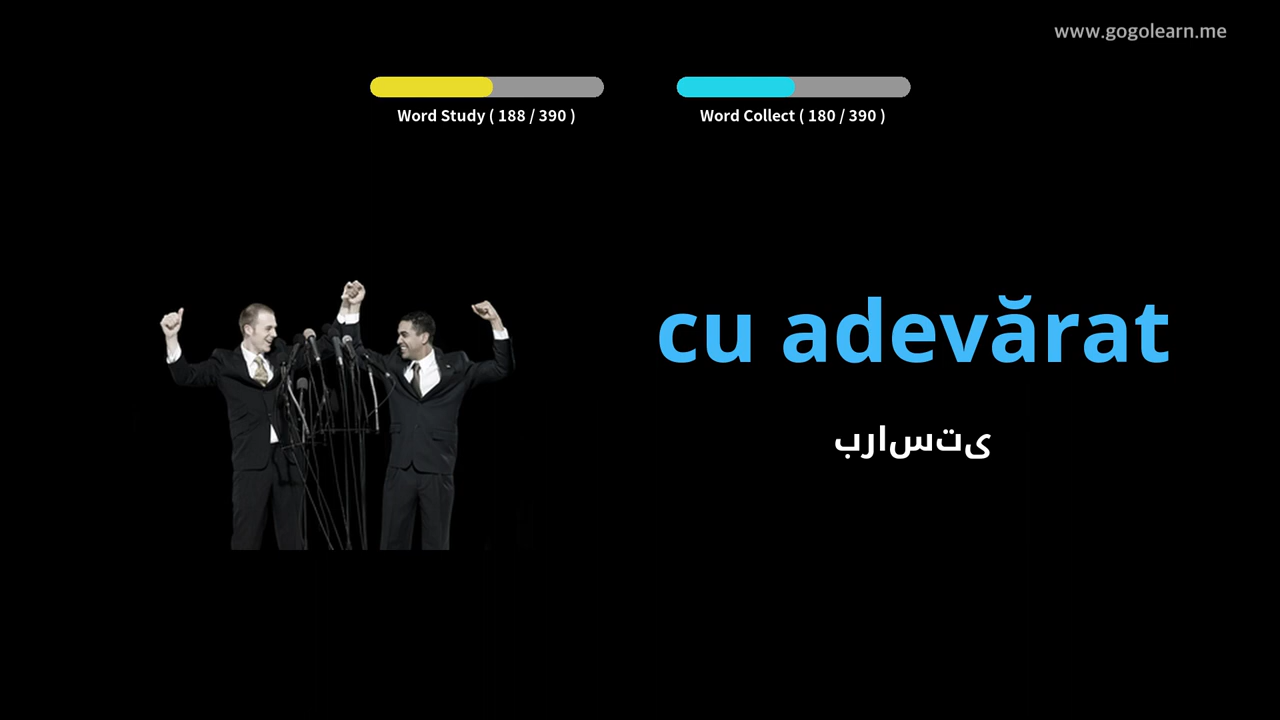 www.gogolearn.me
Word Study ( 188 / 390 )
Word Collect ( 180 / 390 )
cu adevărat
براستی